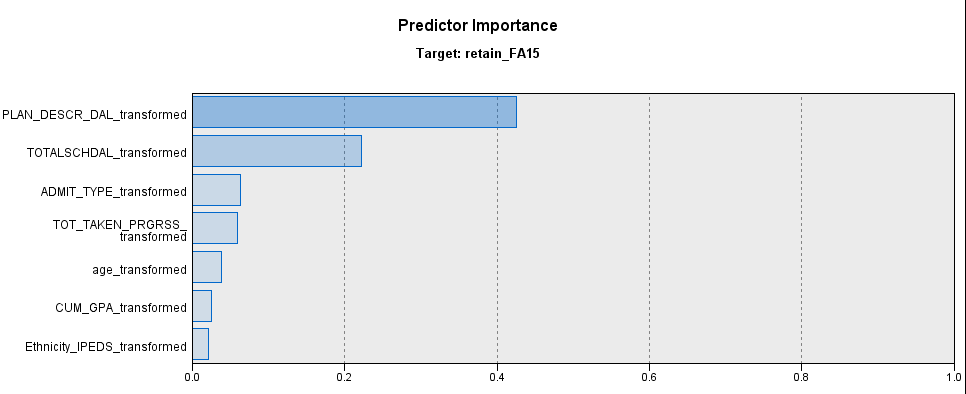 Predictor Importance
Target: retain_FA15
PLAN_DESCR_DAL_transformed
TOTALSCHDAL_transformed
ADMIT_TYPE_transformed
TOT_TAKEN_PRGRSS_
transformed
age_transformed
CUM_GPA_transformed
Ethnicity_IPEDS_transformed
0.0 0.2 0.4 0.6 0.8 1.0